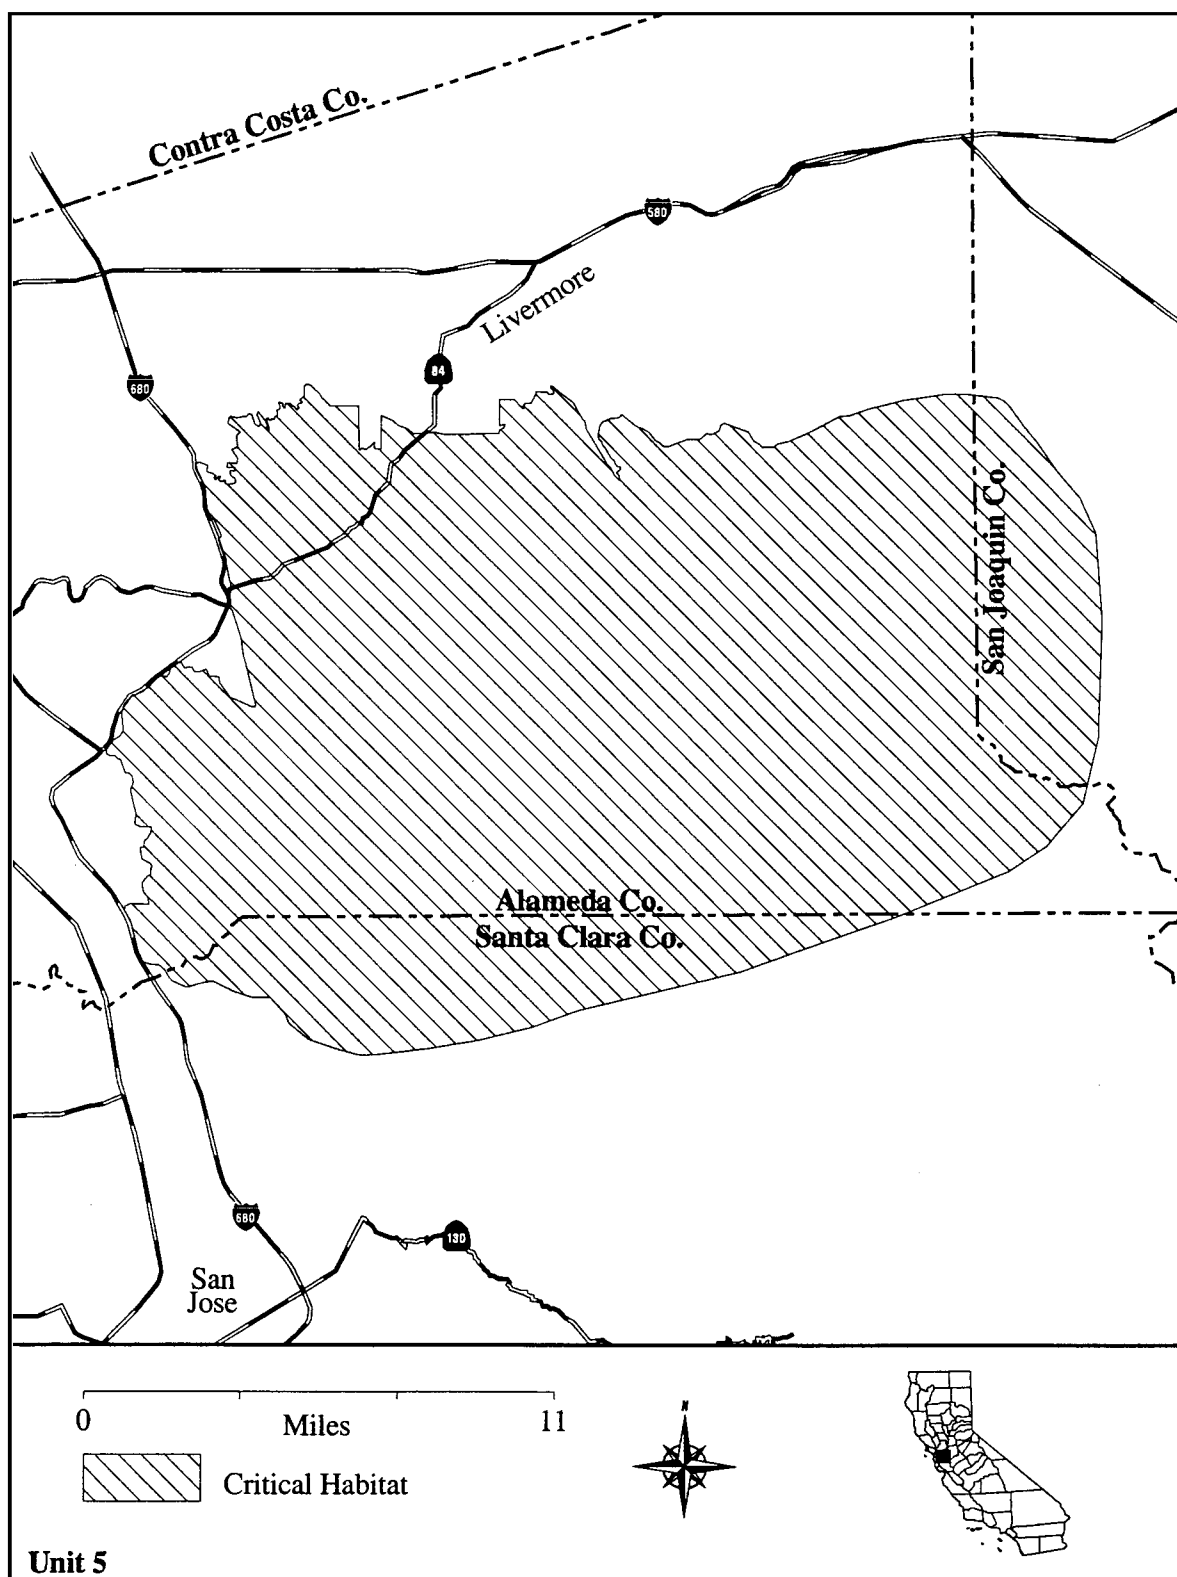 Contra Costa Co.
580
Livermore
84
680
San Joaquin Co.
Alameda Co.
Santa Clara Co.
680
130
San
Jose
0
Miles
11
N
Critical Habitat
Unit 5